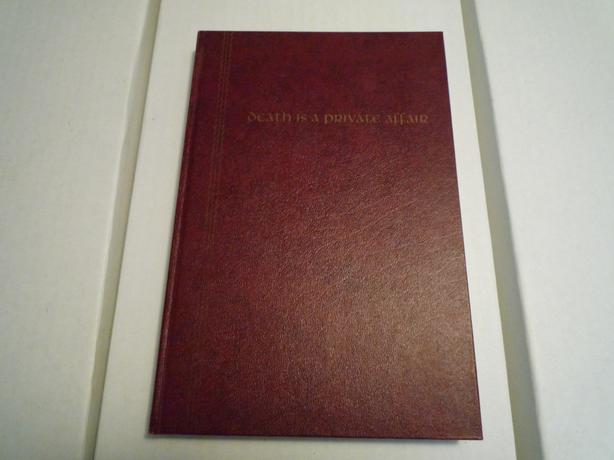 Death is a private affair